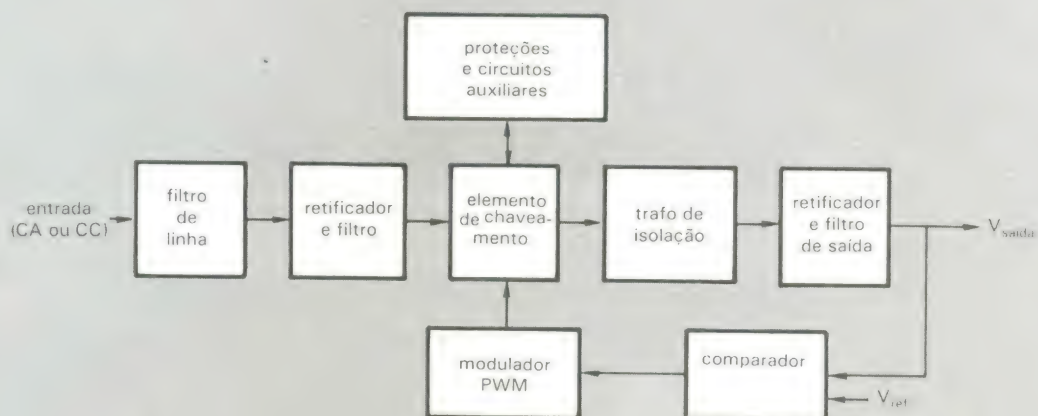 proteções
e circuitos
auxiliares
entrada
(CA ou CC)
filtro
de
linha
retificador
e filtro
elemento
de chavea-
mento
trafo de
isolação
retificador
e filtro
de saída
V saída
modulador
PWM
comparador
V ref